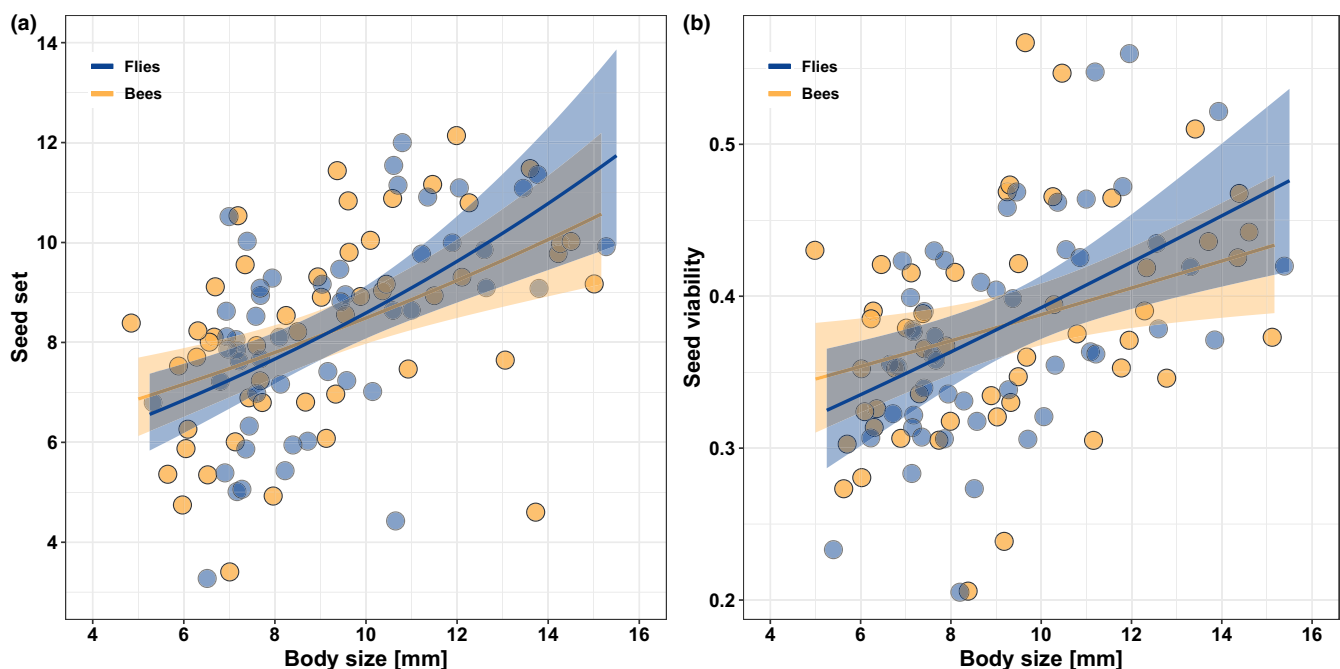 (a)
14
12
10
8
6
4
Seed set
Flies
Bees
4 6 8 10 12 14 16
Body size [mm]
(b)
0.5
0.4
0.3
0.2
Seed viability
Flies
Bees
4 6 8 10 12 14 16
Body size [mm]